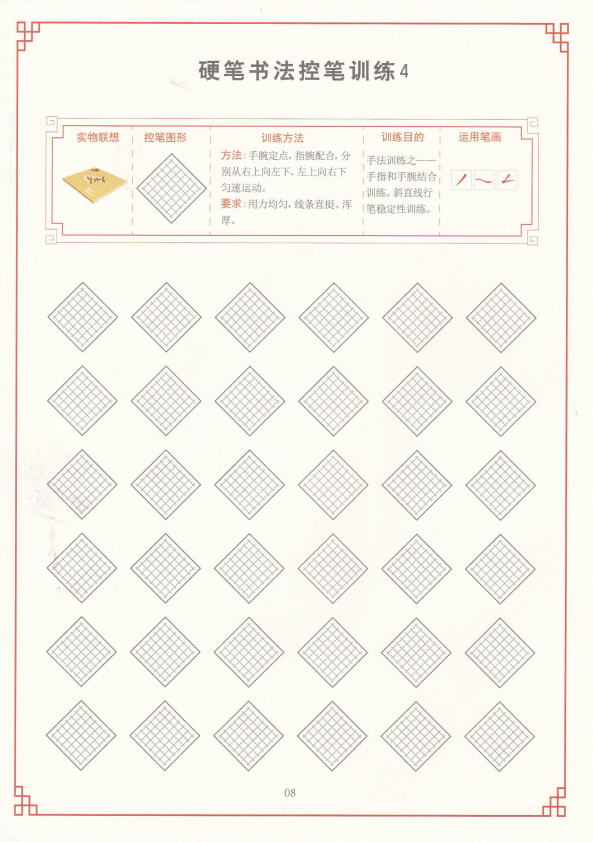 硬笔书法控笔训练4
实物联想
控笔图形
训练方法
方法：手腕定点，指腕配合，分
别从右上向左下、左上向右下
匀速运动。
要求：用力均匀，线条直挺、浑
厚。
训练目的
手法训练之——
手指和手腕结合
训练。斜直线行
笔稳定性训练。
运用笔画
08